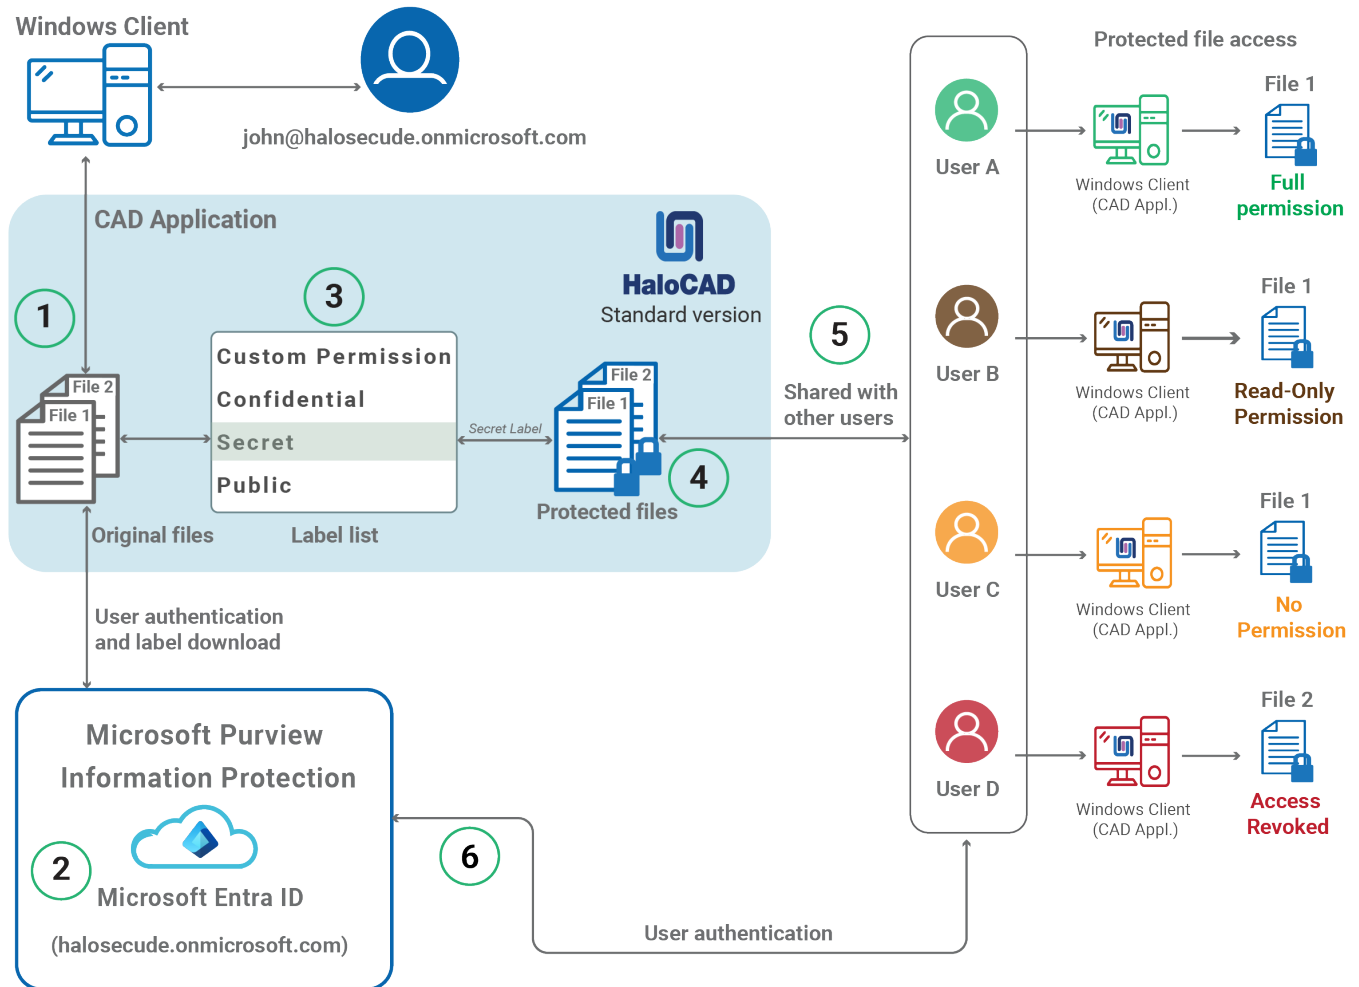 Windows Client
john@halosecude.onmicrosoft.com
CAD Application
HaloCAD
Standard version
1
3
Custom Permission
Confidential
Secret
Public
Label list
File 2
File 1
Original files
Secret Label
File 2
File 1
Protected files
4
5
Shared with
other users
User authentication
and label download
Microsoft Purview
Information Protection
2
Microsoft Entra ID
(halosecude.onmicrosoft.com)
6
User authentication
Protected file access
User A
Windows Client
(CAD Appl.)
File 1
Full
permission
User B
Windows Client
(CAD Appl.)
File 1
Read-Only
Permission
User C
Windows Client
(CAD Appl.)
File 1
No
Permission
User D
Windows Client
(CAD Appl.)
File 2
Access
Revoked